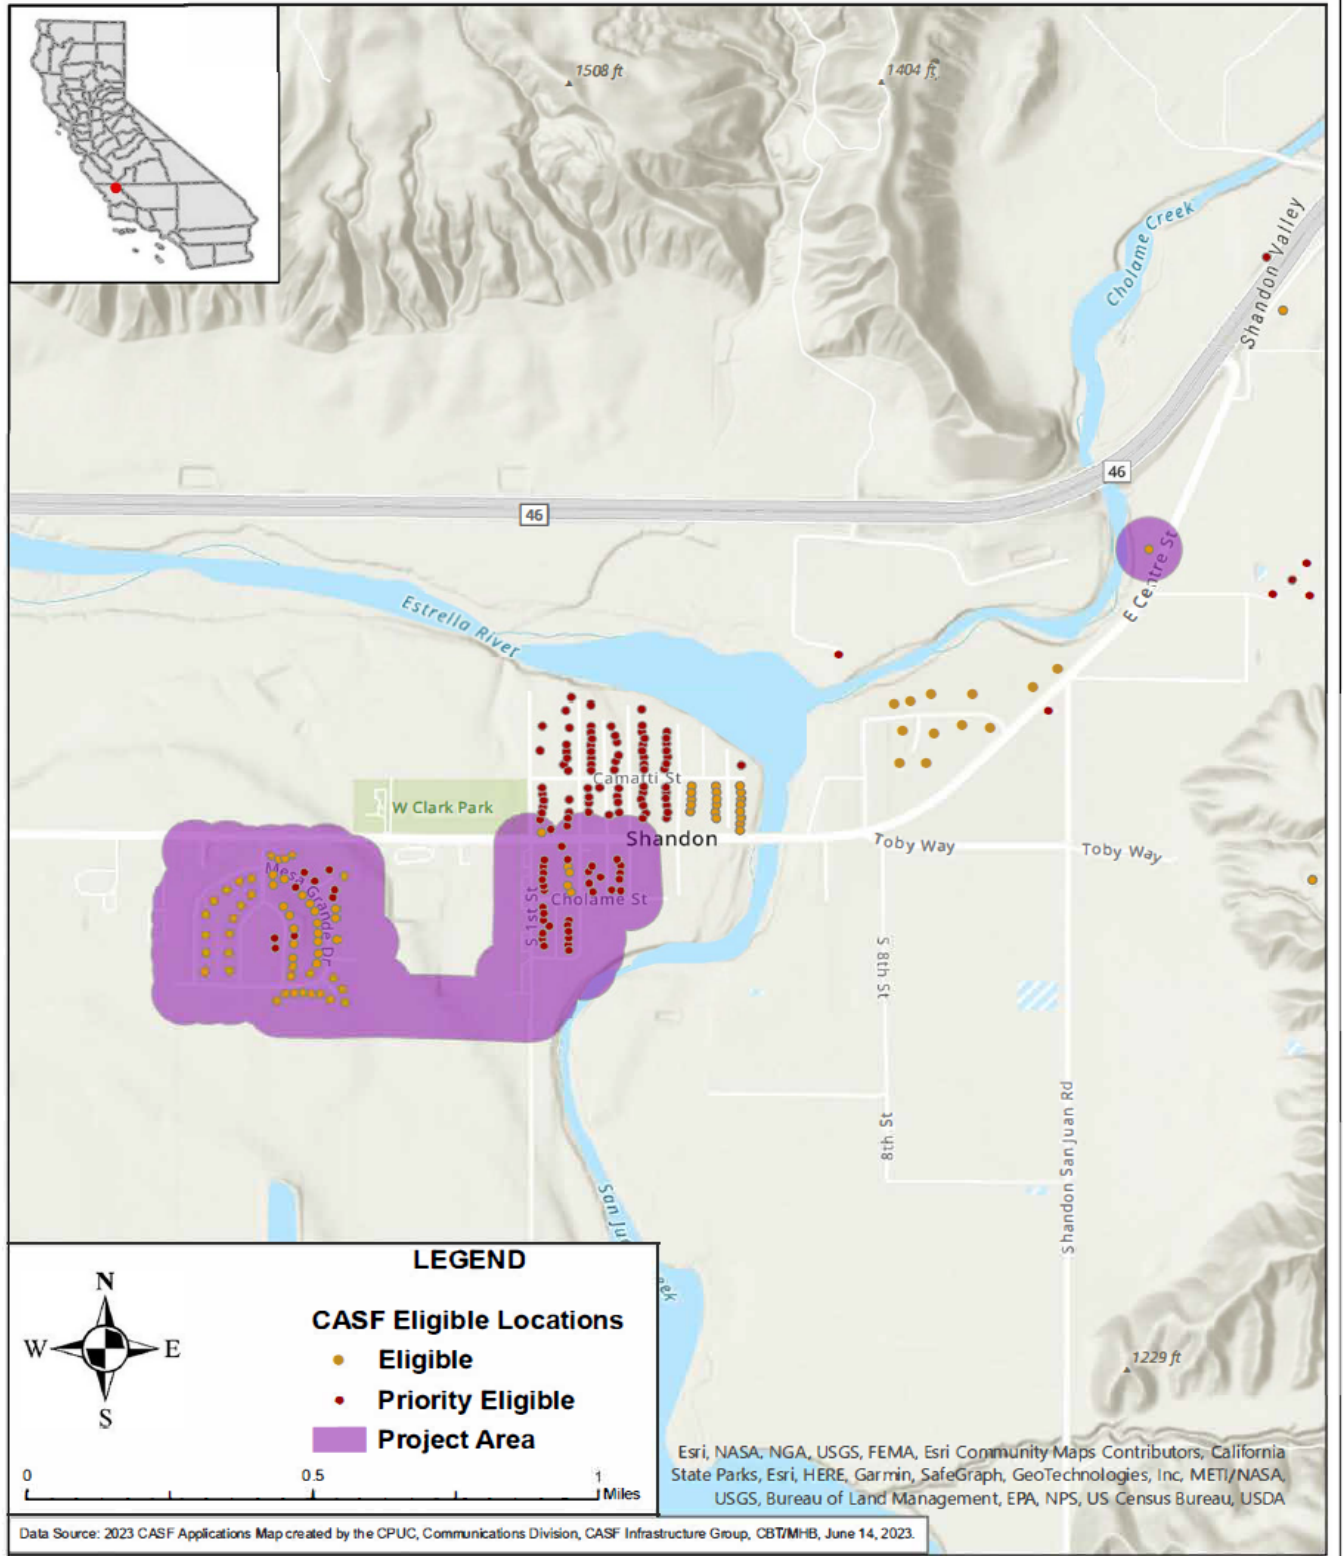 1508 ft
1404 ft
Cholame Creek
Shandon Valley
46
46
E Centre St
Estrella River
Camatti St
W Clark Park
Shandon
Toby Way
Toby Way
Mesa Grande Dr
Cholame St
S 1st St
S 8th St
8th St
Shandon San Juan Rd
San Ju
eek
1229 ft
LEGEND
N
W E
S
CASF Eligible Locations
Eligible
Priority Eligible
Project Area
0 0.5 1
Miles
Esri, NASA, NGA, USGS, FEMA, Esri Community Maps Contributors, California
State Parks, Esri, HERE, Garmin, SafeGraph, GeoTechnologies, Inc, METI/NASA,
USGS, Bureau of Land Management, EPA, NPS, US Census Bureau, USDA
Data Source: 2023 CASF Applications Map created by the CPUC, Communications Division, CASF Infrastructure Group, CBT/MHB, June 14, 2023.